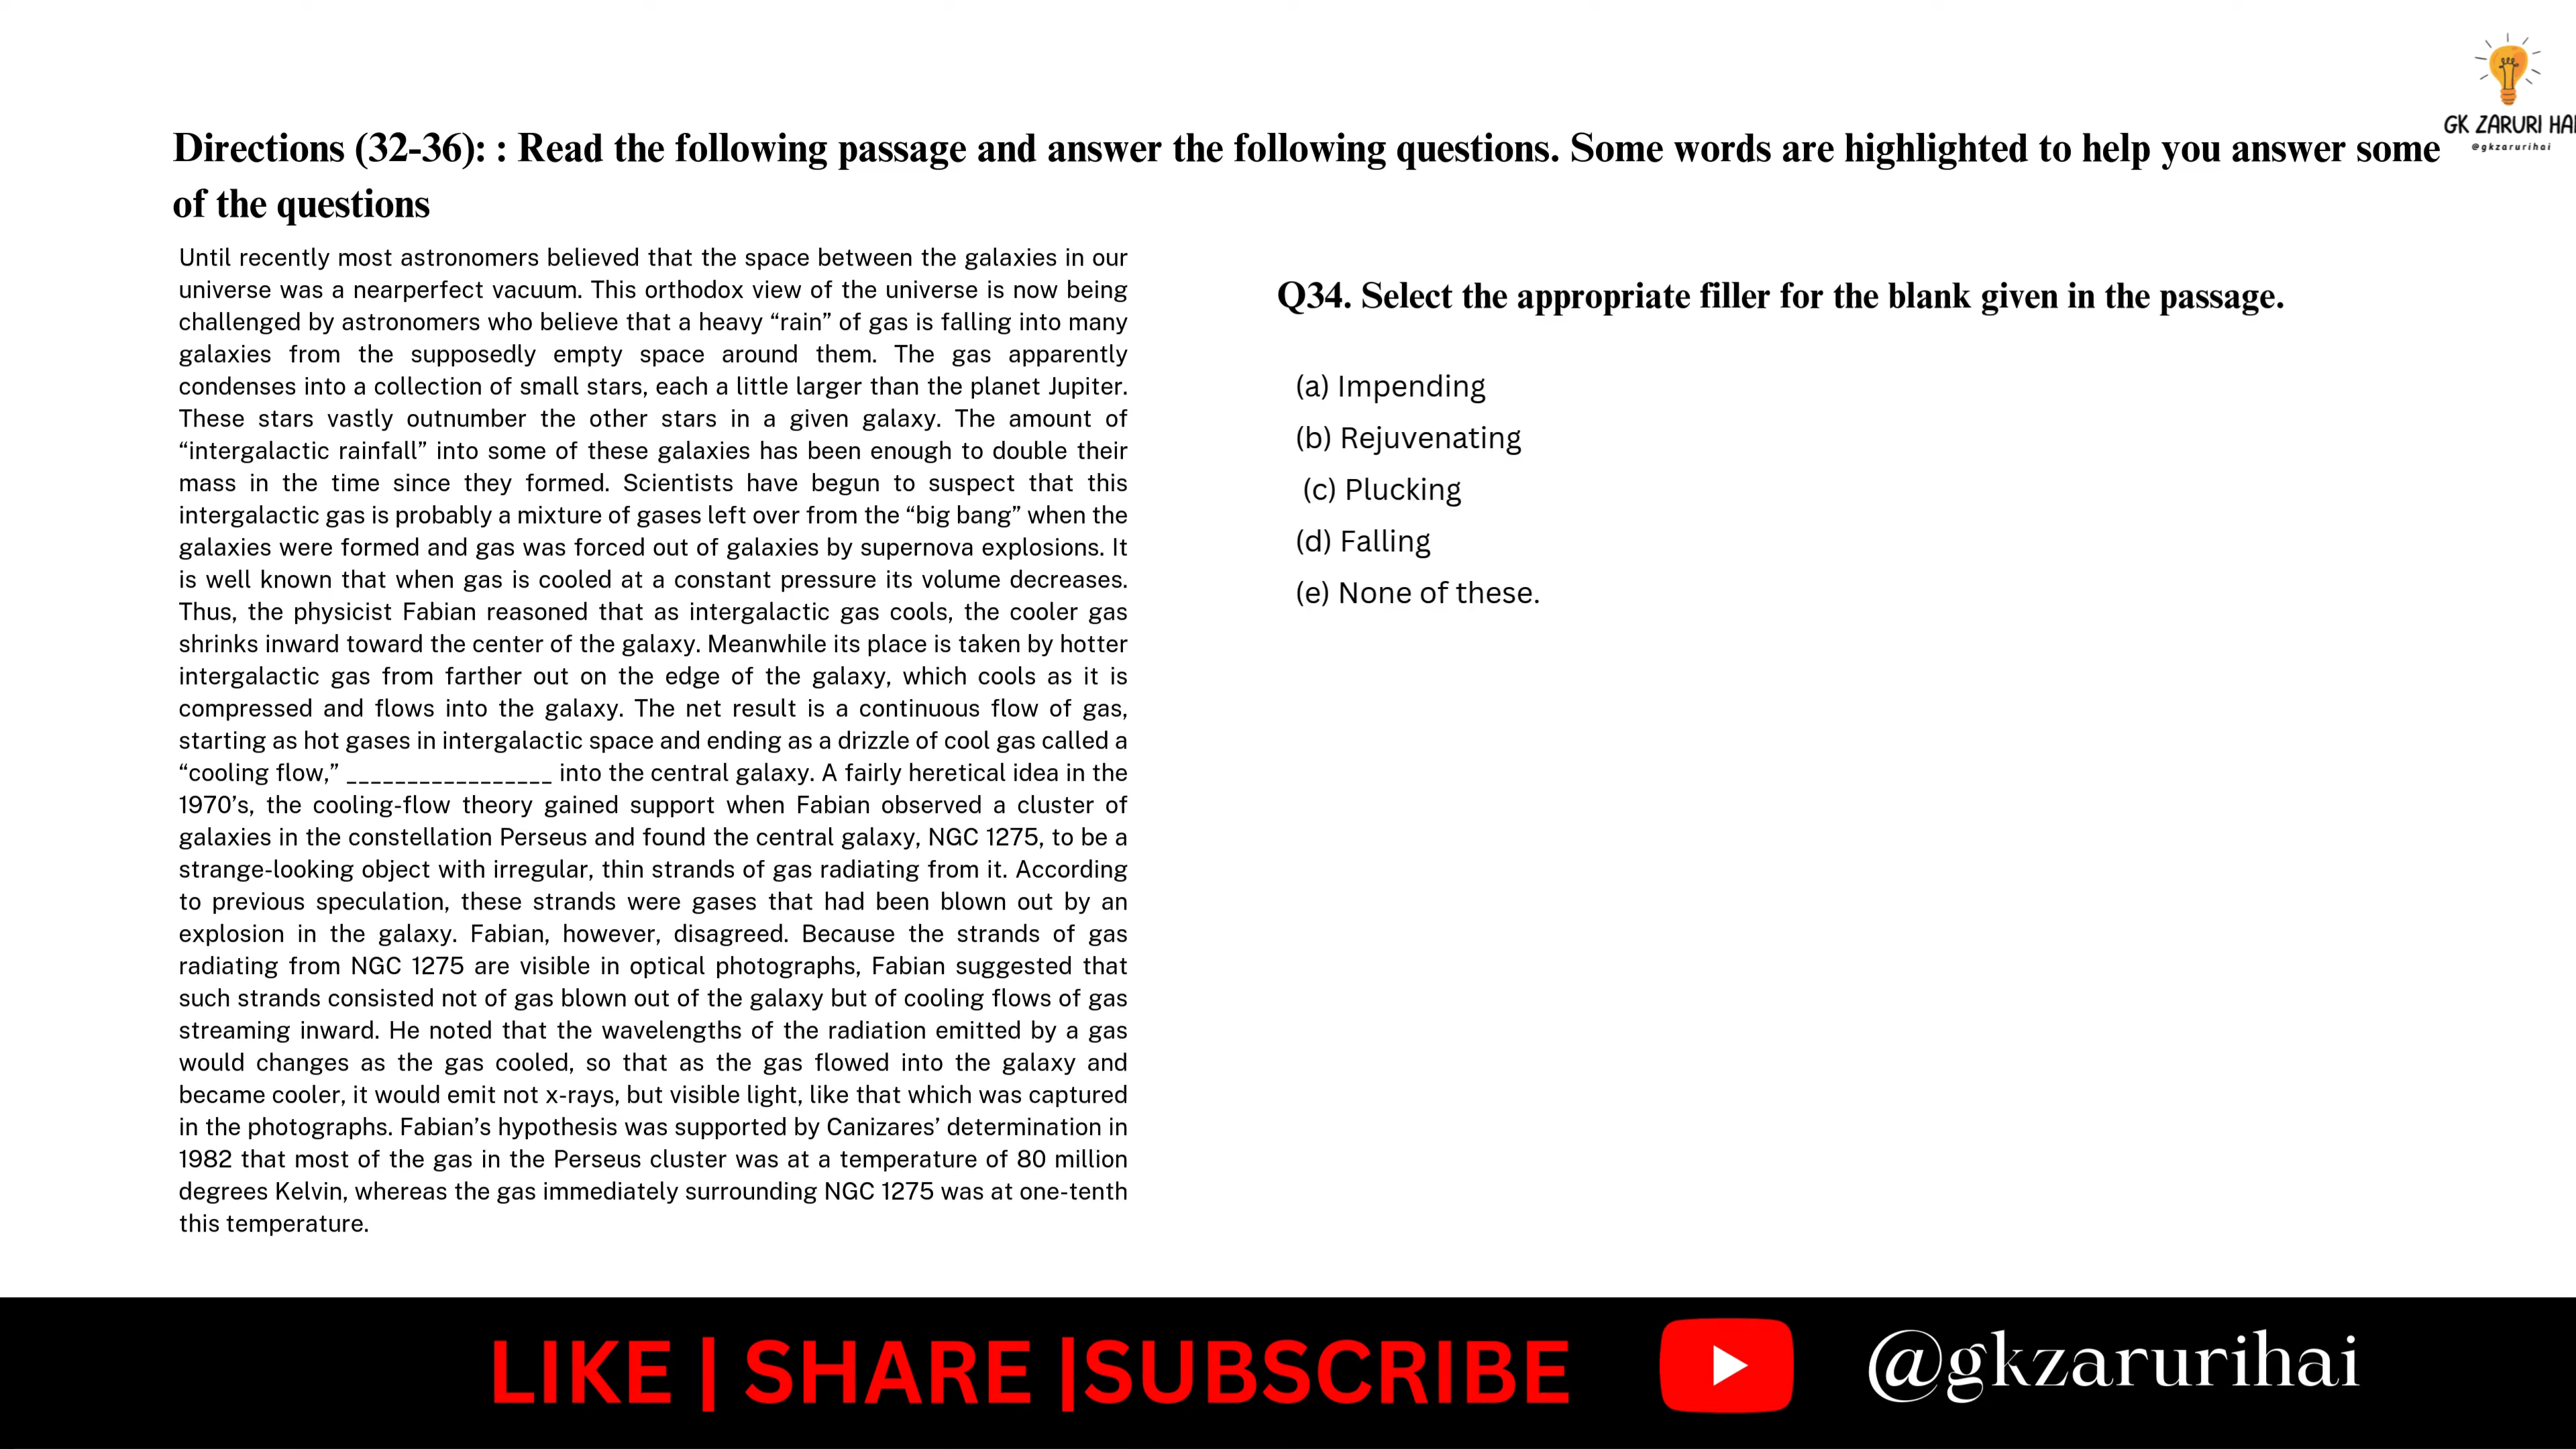 GK ZARURI HAI
@gkzarurihai
Directions (32-36): : Read the following passage and answer the following questions. Some words are highlighted to help you answer some
of the questions
Until recently most astronomers believed that the space between the galaxies in our
universe was a nearperfect vacuum. This orthodox view of the universe is now being
challenged by astronomers who believe that a heavy “rain” of gas is falling into many
galaxies from the supposedly empty space around them. The gas apparently
condenses into a collection of small stars, each a little larger than the planet Jupiter.
These stars vastly outnumber the other stars in a given galaxy. The amount of
“intergalactic rainfall” into some of these galaxies has been enough to double their
mass in the time since they formed. Scientists have begun to suspect that this
intergalactic gas is probably a mixture of gases left over from the “big bang” when the
galaxies were formed and gas was forced out of galaxies by supernova explosions. It
is well known that when gas is cooled at a constant pressure its volume decreases.
Thus, the physicist Fabian reasoned that as intergalactic gas cools, the cooler gas
shrinks inward toward the center of the galaxy. Meanwhile its place is taken by hotter
intergalactic gas from farther out on the edge of the galaxy, which cools as it is
compressed and flows into the galaxy. The net result is a continuous flow of gas,
starting as hot gases in intergalactic space and ending as a drizzle of cool gas called a
“cooling flow,” _________________ into the central galaxy. A fairly heretical idea in the
1970’s, the cooling-flow theory gained support when Fabian observed a cluster of
galaxies in the constellation Perseus and found the central galaxy, NGC 1275, to be a
strange-looking object with irregular, thin strands of gas radiating from it. According
to previous speculation, these strands were gases that had been blown out by an
explosion in the galaxy. Fabian, however, disagreed. Because the strands of gas
radiating from NGC 1275 are visible in optical photographs, Fabian suggested that
such strands consisted not of gas blown out of the galaxy but of cooling flows of gas
streaming inward. He noted that the wavelengths of the radiation emitted by a gas
would changes as the gas cooled, so that as the gas flowed into the galaxy and
became cooler, it would emit not x-rays, but visible light, like that which was captured
in the photographs. Fabian’s hypothesis was supported by Canizares’ determination in
1982 that most of the gas in the Perseus cluster was at a temperature of 80 million
degrees Kelvin, whereas the gas immediately surrounding NGC 1275 was at one-tenth
this temperature.
Q34. Select the appropriate filler for the blank given in the passage.
(a) Impending
(b) Rejuvenating
(c) Plucking
(d) Falling
(e) None of these.
LIKE | SHARE |SUBSCRIBE
@gkzarurihai